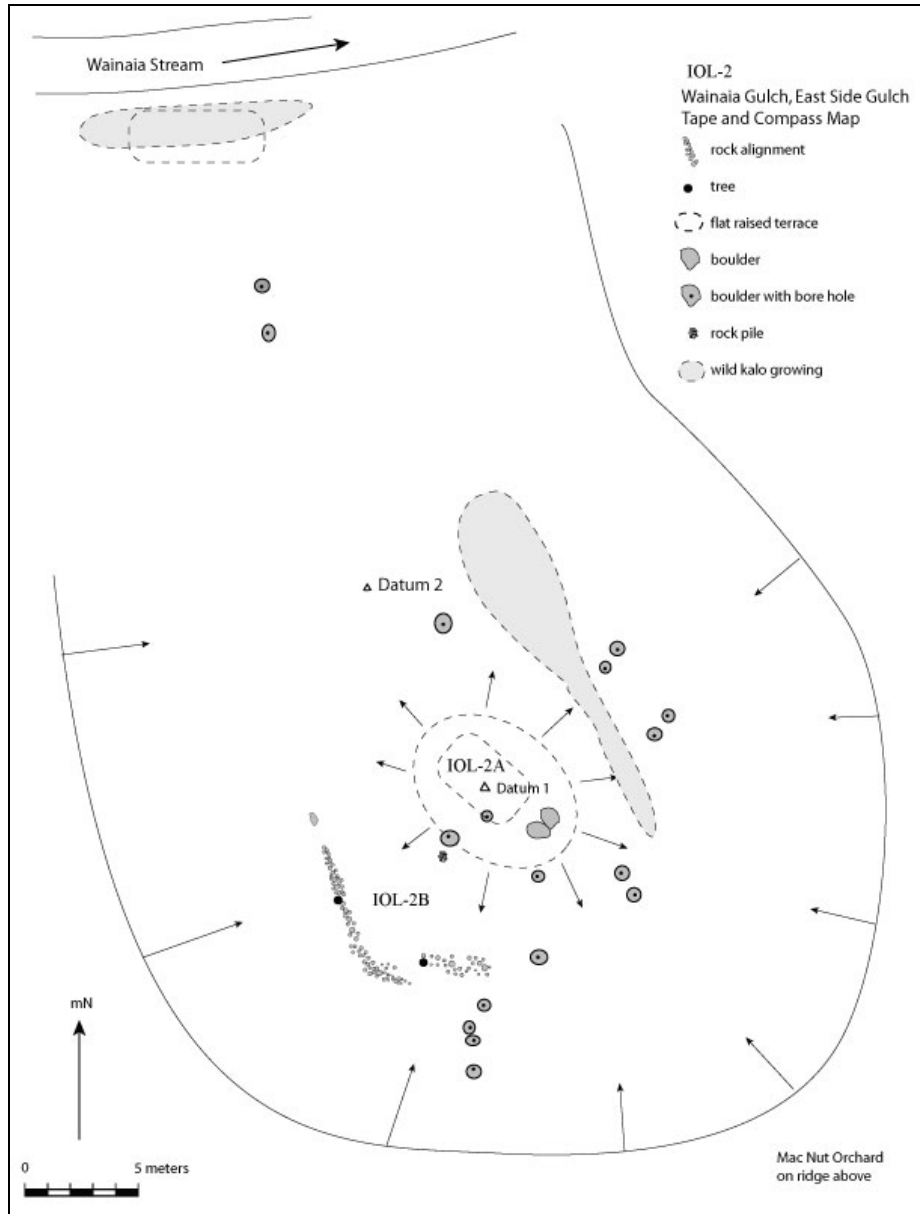 Wainaia Stream
IOL-2
Wainaia Gulch, East Side Gulch
Tape and Compass Map
rock alignment
tree
flat raised terrace
boulder
boulder with bore hole
rock pile
wild kalo growing
Datum 2
IOL-2A
Datum 1
IOL-2B
mN
0 5 meters
Mac Nut Orchard
on ridge above